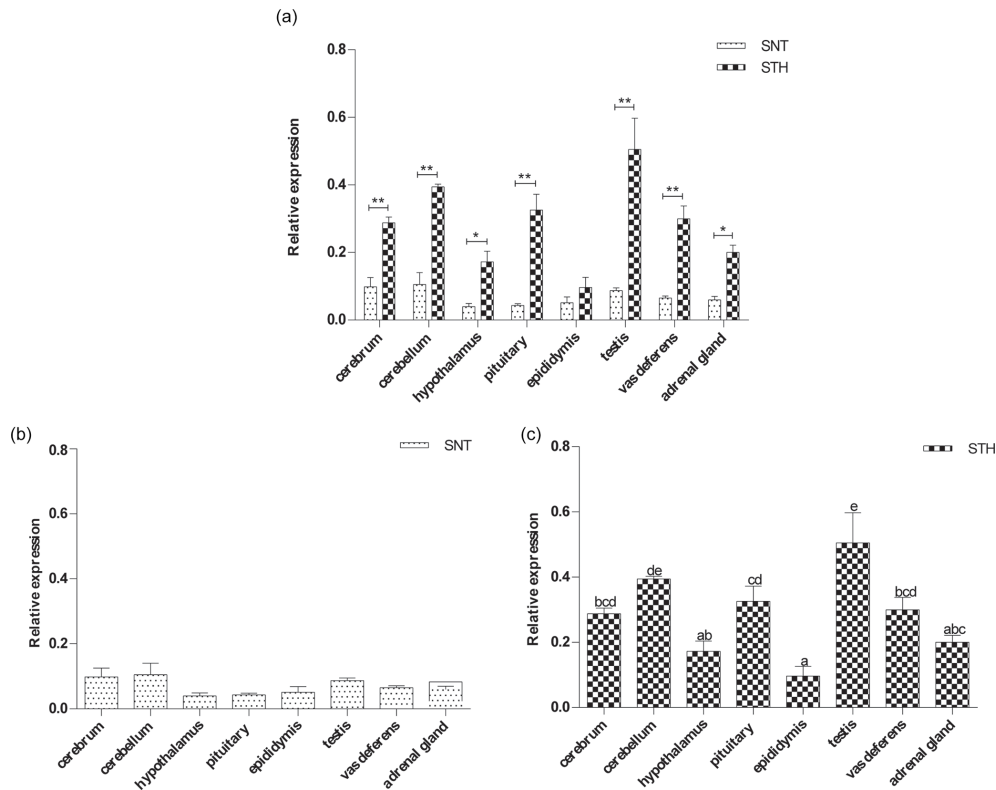 (a)
SNT
STH
Relative expression
0.8
0.6
0.4
0.2
0.0
**
**
*
**
**
**
*
cerebrum
cerebellum
hypothalamus
pituitary
epididymis
testis
vas deferens
adrenal gland
(b)
SNT
Relative expression
0.8
0.6
0.4
0.2
0.0
cerebrum
cerebellum
hypothalamus
pituitary
epididymis
testis
vas deferens
adrenal gland
(c)
STH
Relative expression
0.8
0.6
0.4
0.2
0.0
bcd
de
ab
cd
a
e
bcd
abc
cerebrum
cerebellum
hypothalamus
pituitary
epididymis
testis
vas deferens
adrenal gland